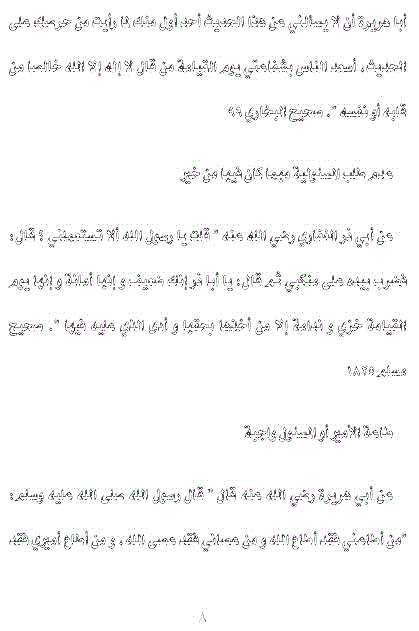 أبا هريرة أن لا يسألني عن هذا الحديث أحد أول منك لما رأيت من حرصك على
الحديث، أسعد الناس بشفاعتي يوم القيامة من قال لا إله إلا الله خالصا من
قلبه أو نفسه ". صحيح البخاري ٩٩
عدم طلب المسئولية مهما كان فيها من خير
عن أبي ذر الغفاري رضي الله عنه " قلت يا رسول الله ألا تستعملني ؟ قال :
فضرب بيده على منكبي ثم قال: يا أبا ذر إنك ضعيف و إنها أمانة و إنها يوم
القيامة خزي و ندامة إلا من أخذها بحقها و أدى الذي عليه فيها ". صحيح
مسلم ١٨٢٥
طاعة الأمير أو المسئول واجبة
عن أبي هريرة رضي الله عنه قال " قال رسول الله صلى الله عليه وسلم :
"من أطاعني فقد أطاع الله و من عصاني فقد عصى الله ، و من أطاع أميري فقد
٨